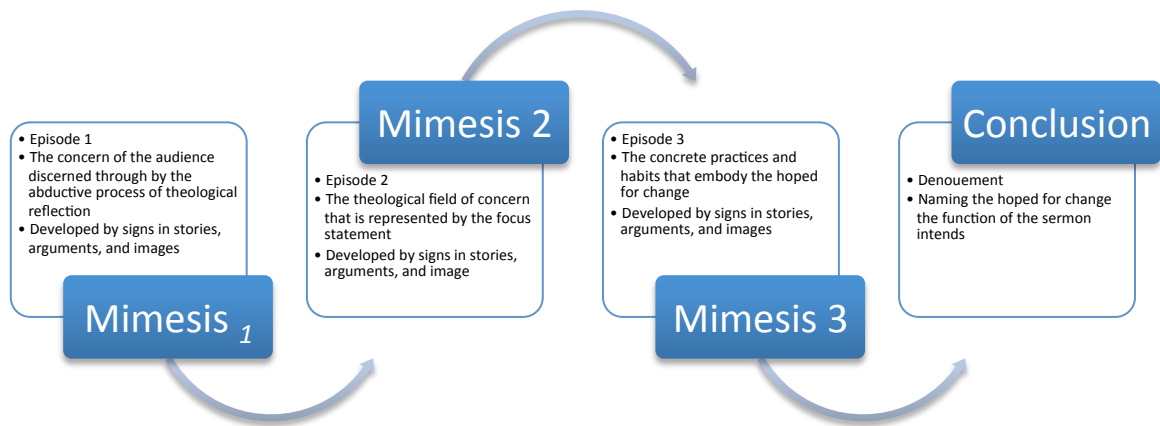 • Episode 1
• The concern of the audience
discerned through by the
abductive process of theological
reflection
• Developed by signs in stories,
arguments, and images
Mimesis 1
Mimesis 2
• Episode 2
• The theological field of concern
that is represented by the focus
statement
• Developed by signs in stories,
arguments, and image
• Episode 3
• The concrete practices and
habits that embody the hoped
for change
• Developed by signs in stories,
arguments, and images
Mimesis 3
Conclusion
• Denouement
• Naming the hoped for change
the function of the sermon
intends